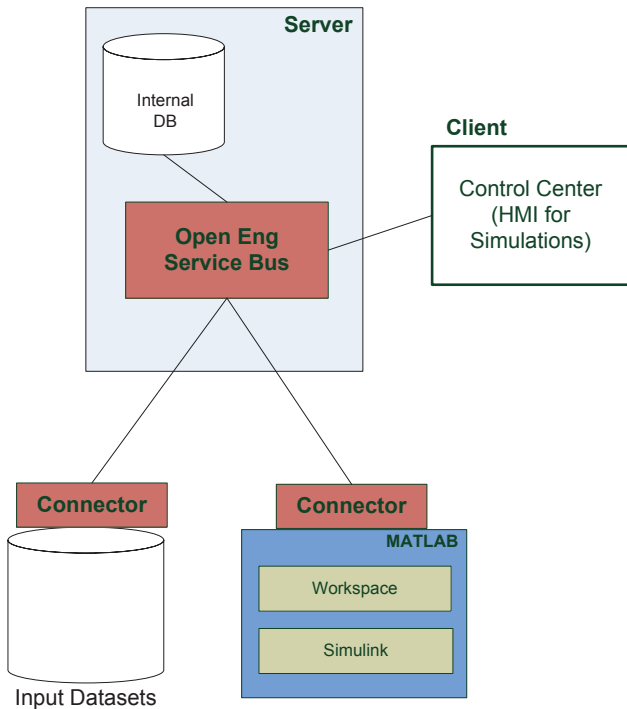 Server
Internal
DB
Client
Control Center
(HMI for
Simulations)
Open Eng
Service Bus
Connector
Connector
MATLAB
Workspace
Simulink
Input Datasets